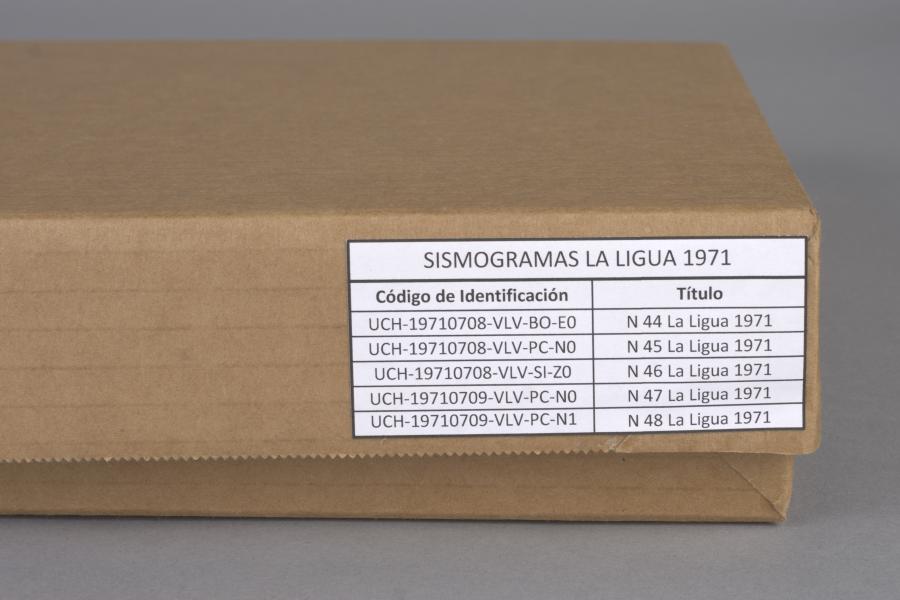 SISMOGRAMAS LA LIGUA 1971
Código de Identificación Título
UCH-19710708-VLV-BO-E0 N 44 La Ligua 1971
UCH-19710708-VLV-PC-N0 N 45 La Ligua 1971
UCH-19710708-VLV-SI-Z0 N 46 La Ligua 1971
UCH-19710709-VLV-PC-N0 N 47 La Ligua 1971
UCH-19710709-VLV-PC-N1 N 48 La Ligua 1971